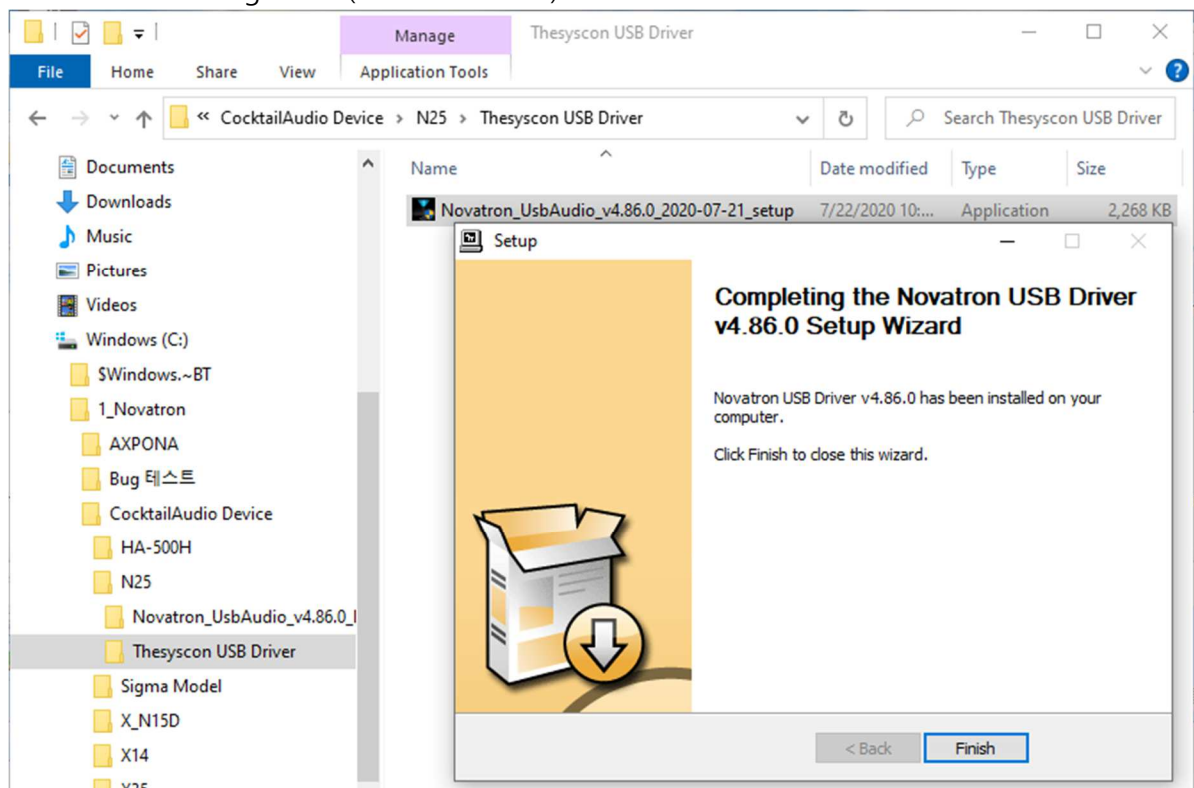 Manage
Thesyscon USB Driver
File
Home
Share
View
Application Tools
« CocktailAudio Device > N25 > Thesyscon USB Driver
Search Thesyscon USB Driver
Documents
Downloads
Music
Pictures
Videos
Windows (C:)
$Windows.~BT
1_Novatron
AXPONA
Bug 테스트
CocktailAudio Device
HA-500H
N25
Novatron_UsbAudio_v4.86.0_
Thesyscon USB Driver
Sigma Model
X_N15D
X14
Name
Date modified
Type
Size
Novatron_UsbAudio_v4.86.0_2020-07-21_setup
7/22/2020 10:...
Application
2,268 KB
Setup
Completing the Novatron USB Driver
v4.86.0 Setup Wizard
Novatron USB Driver v4.86.0 has been installed on your
computer.
Click Finish to close this wizard.
< Back
Finish